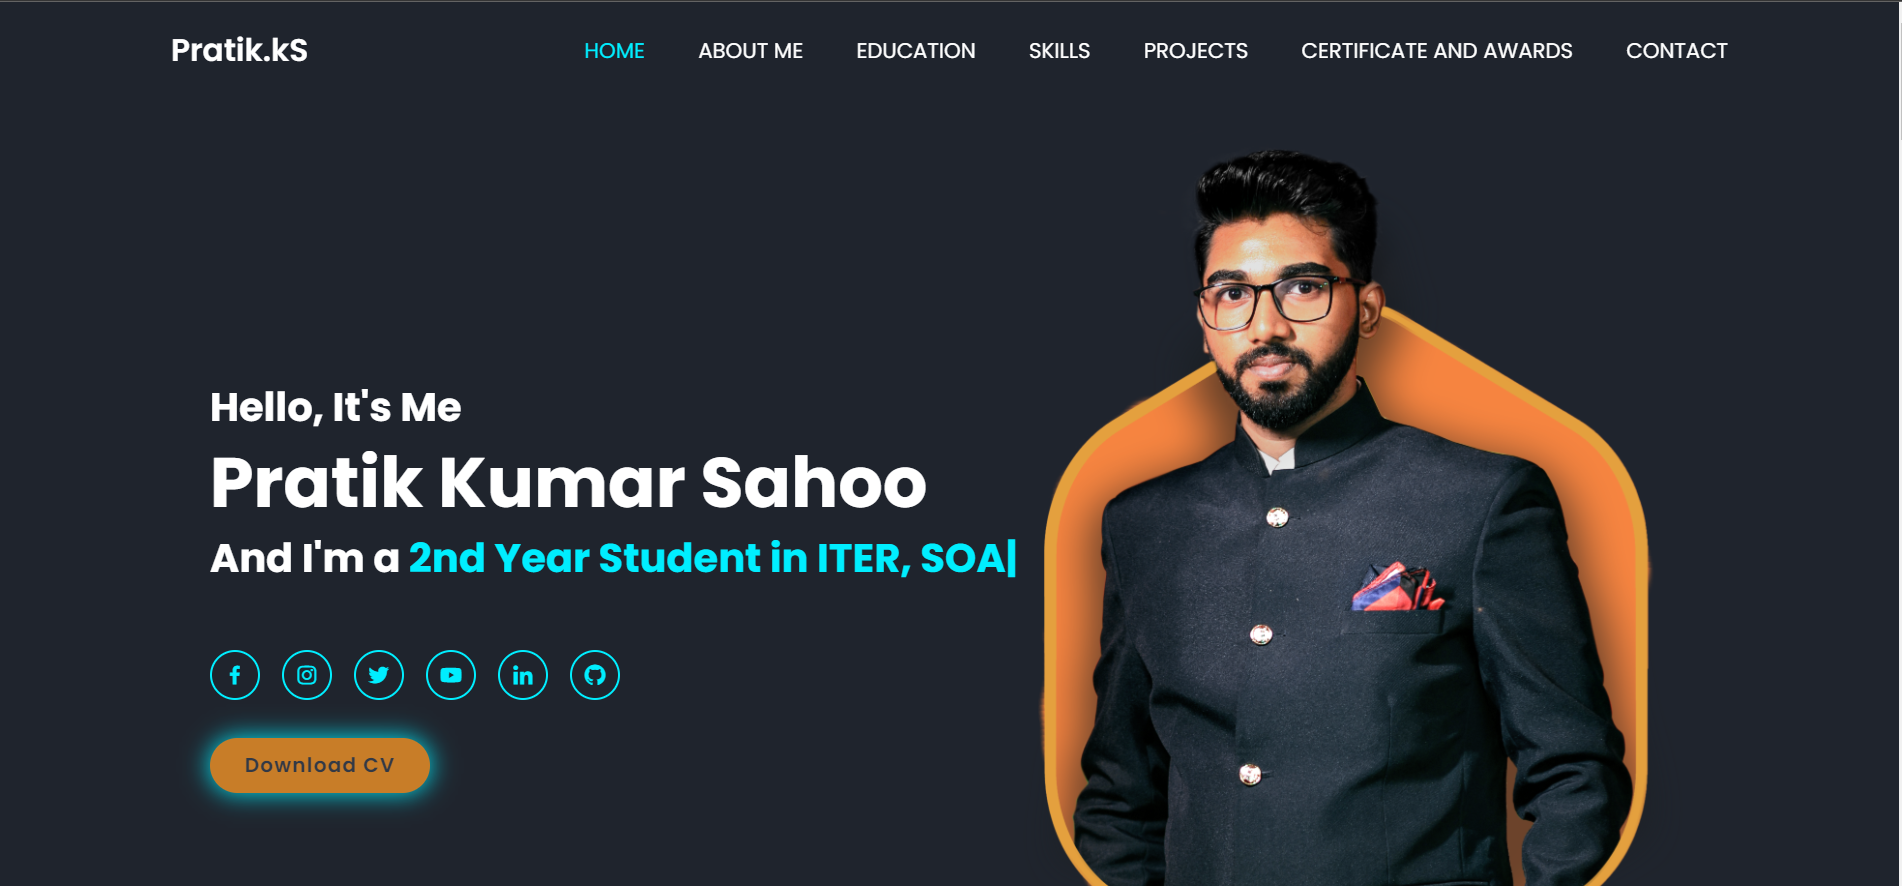 Pratik.kS
HOME ABOUT ME EDUCATION SKILLS PROJECTS CERTIFICATE AND AWARDS CONTACT
Hello, It's Me
Pratik Kumar Sahoo
And I'm a 2nd Year Student in ITER, SOA|
Download CV